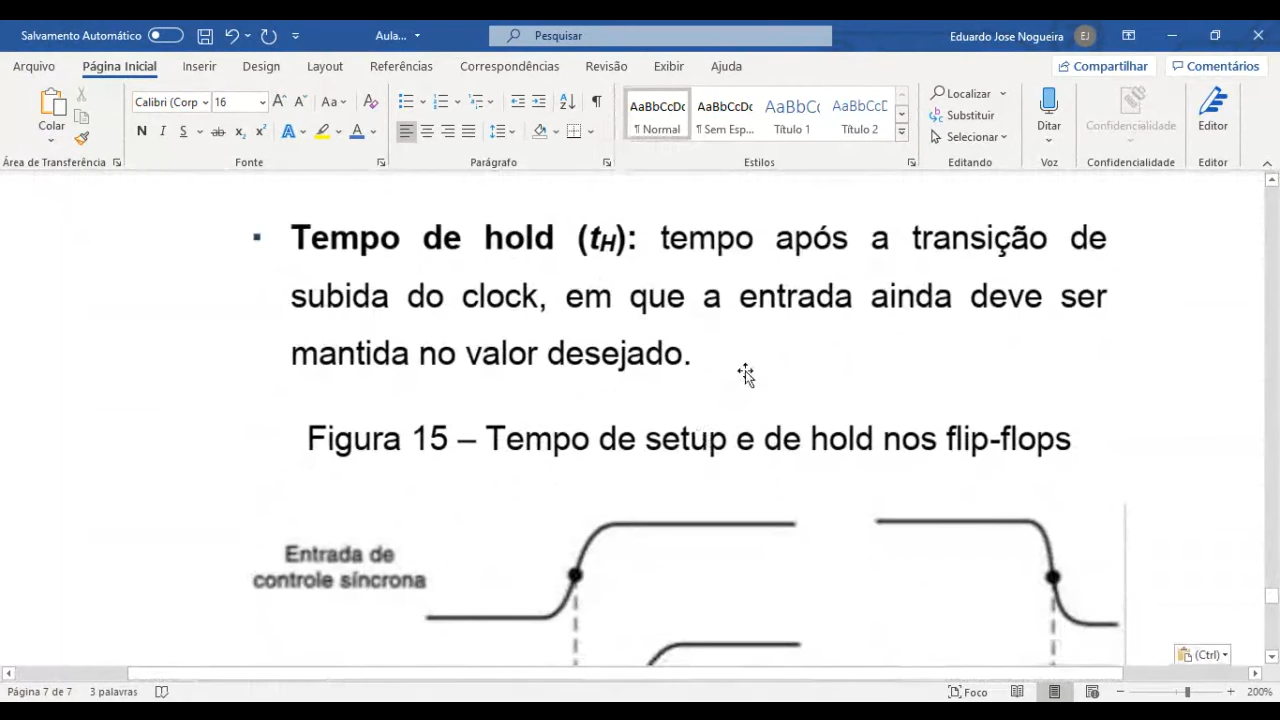 Salvamento Automático Aula... Pesquisar Eduardo Jose Nogueira EJ
Arquivo Página Inicial Inserir Design Layout Referências Correspondências Revisão Exibir Ajuda Compartilhar Comentários
Calibri (Corp 16 A A Aa A AaBbCcDc AaBbCcDc AaBbC( AaBbCcD Localizar
Colar ¶ Normal ¶ Sem Esp... Título 1 Título 2 Substituir Ditar Confidencialidade Editor
N I S ab x₂ x² A A Selecionar
Área de Transferência Fonte Parágrafo Estilos Editando Voz Confidencialidade Editor
▪ Tempo de hold (tH): tempo após a transição de
subida do clock, em que a entrada ainda deve ser
mantida no valor desejado.
Figura 15 – Tempo de setup e de hold nos flip-flops
Entrada de
controle síncrona
(Ctrl)
Página 7 de 7 3 palavras Foco 200%